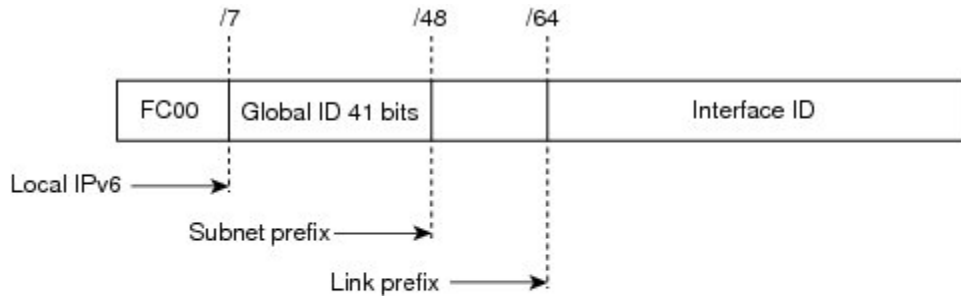 /7 /48 /64
FC00 Global ID 41 bits Interface ID
Local IPv6
Subnet prefix
Link prefix